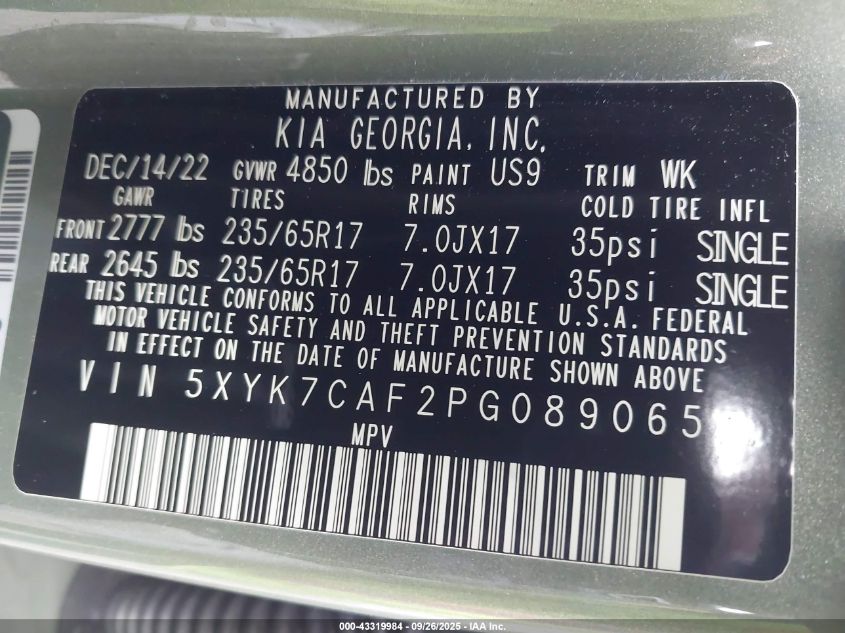 MANUFACTURED BY
KIA GEORGIA, INC.
DEC/14/22 GVWR 4850 lbs PAINT US9 TRIM WK
GAWR TIRES RIMS COLD TIRE INFL
FRONT 2777 lbs 235/65R17 7.0JX17 35psi SINGLE
REAR 2645 lbs 235/65R17 7.0JX17 35psi SINGLE
THIS VEHICLE CONFORMS TO ALL APPLICABLE U.S.A. FEDERAL
MOTOR VEHICLE SAFETY AND THEFT PREVENTION STANDARDS
IN EFFECT ON THE DATE OF MANUFACTURE SHOWN ABOVE
VIN 5XYK7CAF2PG089065
MPV
000-43319984 - 09/26/2025 - IAA Inc.